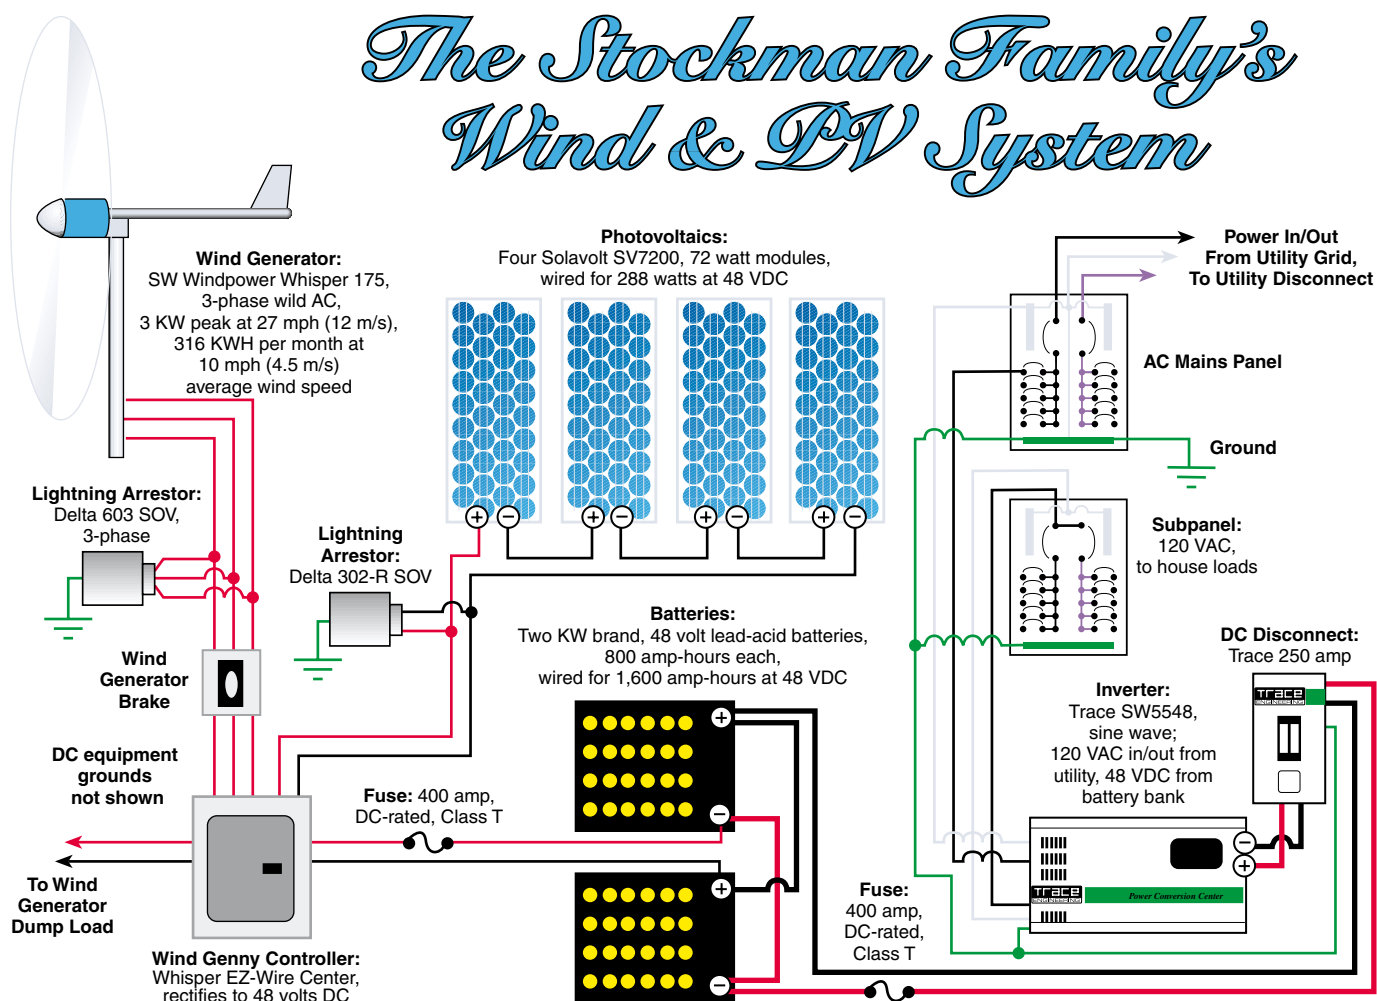 The Stockman Family's
Wind & PV System
Wind Generator:
SW Windpower Whisper 175,
3-phase wild AC,
3 KW peak at 27 mph (12 m/s),
316 KWH per month at
10 mph (4.5 m/s)
average wind speed
Photovoltaics:
Four Solavolt SV7200, 72 watt modules,
wired for 288 watts at 48 VDC
Power In/Out
From Utility Grid,
To Utility Disconnect
AC Mains Panel
Ground
Lightning Arrestor:
Delta 603 SOV,
3-phase
Lightning
Arrestor:
Delta 302-R SOV
+ − + − + − + −
Subpanel:
120 VAC,
to house loads
Batteries:
Two KW brand, 48 volt lead-acid batteries,
800 amp-hours each,
wired for 1,600 amp-hours at 48 VDC
DC Disconnect:
Trace 250 amp
Wind
Generator
Brake
Inverter:
Trace SW5548,
sine wave;
120 VAC in/out from
utility, 48 VDC from
battery bank
Trace
ENGINEERING
DC equipment
grounds
not shown
Fuse: 400 amp,
DC-rated, Class T
+
−
+
−
−
+
To Wind
Generator
Dump Load
Fuse:
400 amp,
DC-rated,
Class T
Trace
ENGINEERING
Power Conversion Center
Wind Genny Controller:
Whisper EZ-Wire Center,
rectifies to 48 volts DC